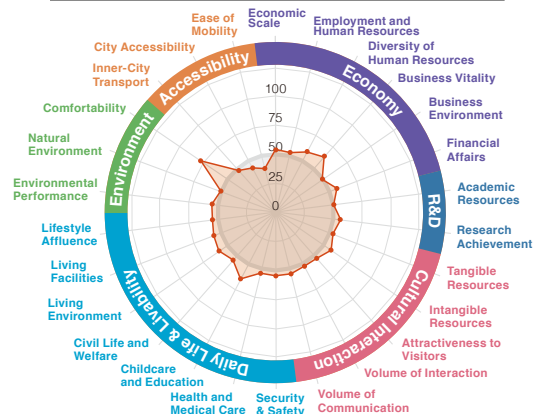 Economic
Scale
Employment and
Human Resources
Diversity of
Human Resources
Business Vitality
Business
Environment
Financial
Affairs
Academic
Resources
Research
Achievement
Tangible
Resources
Intangible
Resources
Attractiveness to
Visitors
Volume of Interaction
Volume of
Communication
Security
& Safety
Health and
Medical Care
Childcare
and Education
Civil Life and
Welfare
Living
Environment
Living
Facilities
Lifestyle
Affluence
Environmental
Performance
Natural
Environment
Comfortability
Inner-City
Transport
City Accessibility
Ease of
Mobility
Economy
R&D
Cultural Interaction
Daily Life & Livability
Environment
Accessibility
100
75
50
25
0